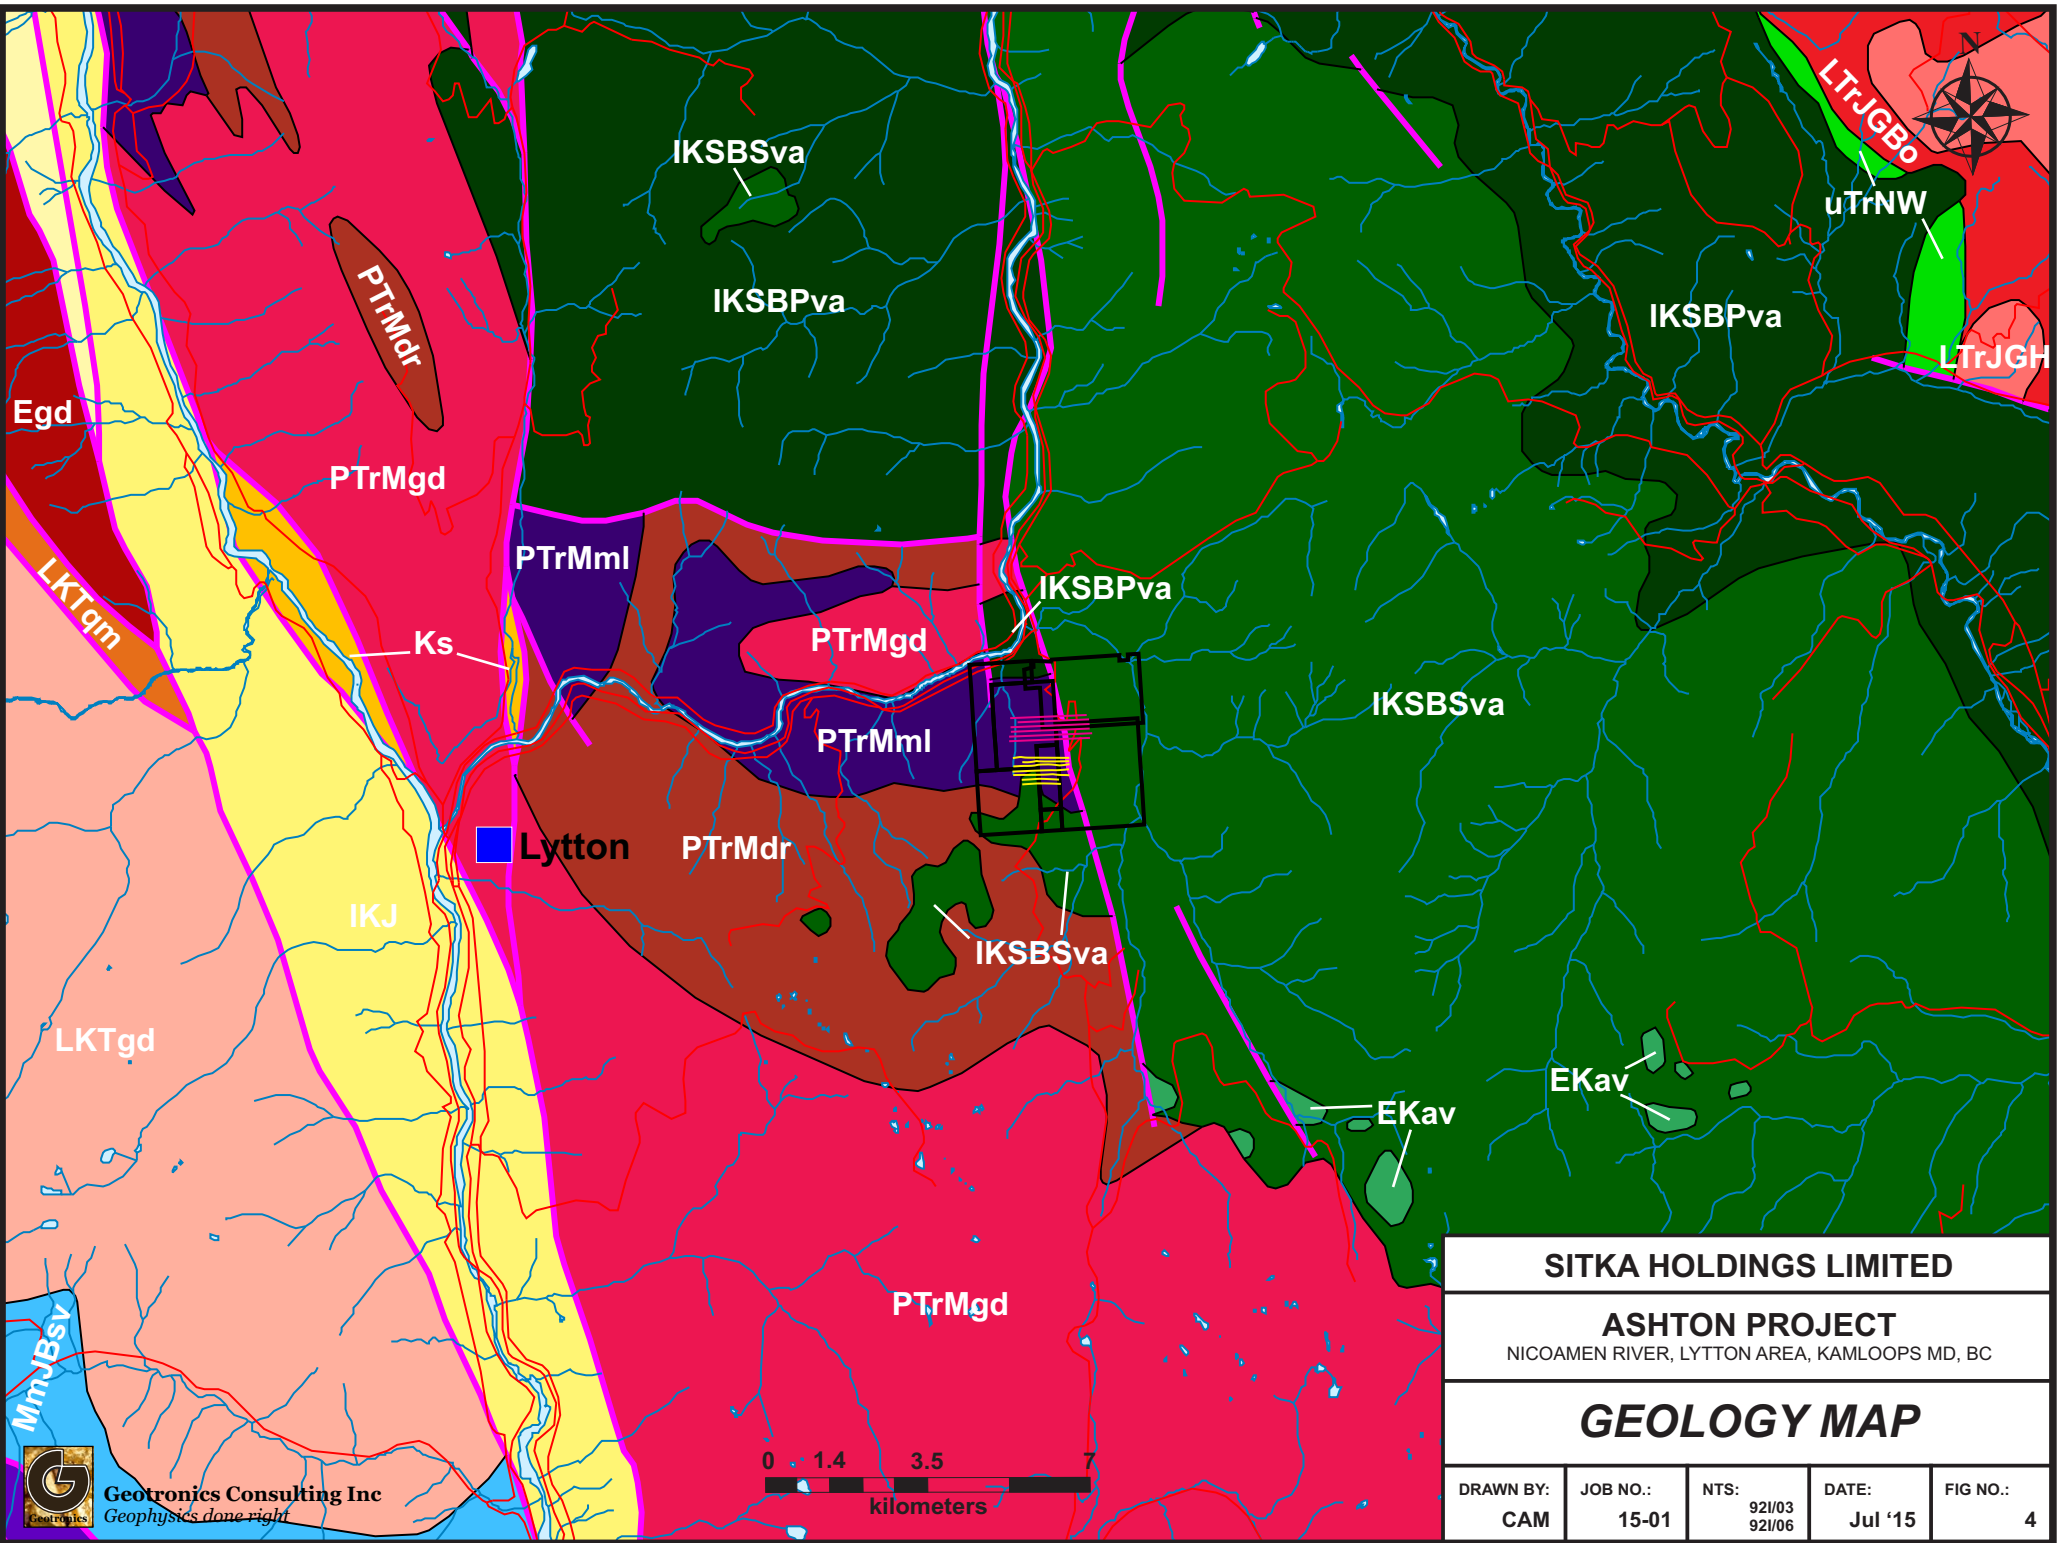 N
LTrJGBo
IKSBSva
uTrNW
PTrMdr
IKSBPva
IKSBPva
LTrJGH
Egd
PTrMgd
PTrMml
IKSBPva
LKTqm
Ks
PTrMgd
IKSBSva
PTrMml
Lytton
PTrMdr
IKJ
IKSBSva
LKTgd
EKav
EKav
PTrMgd
MmJBsv
0 1.4 3.5 7
kilometers
Geotronics
Geotronics Consulting Inc
Geophysics done right
SITKA HOLDINGS LIMITED
ASHTON PROJECT
NICOAMEN RIVER, LYTTON AREA, KAMLOOPS MD, BC
GEOLOGY MAP
DRAWN BY: CAM
JOB NO.: 15-01
NTS: 92I/03
92I/06
DATE: Jul ‘15
FIG NO.: 4